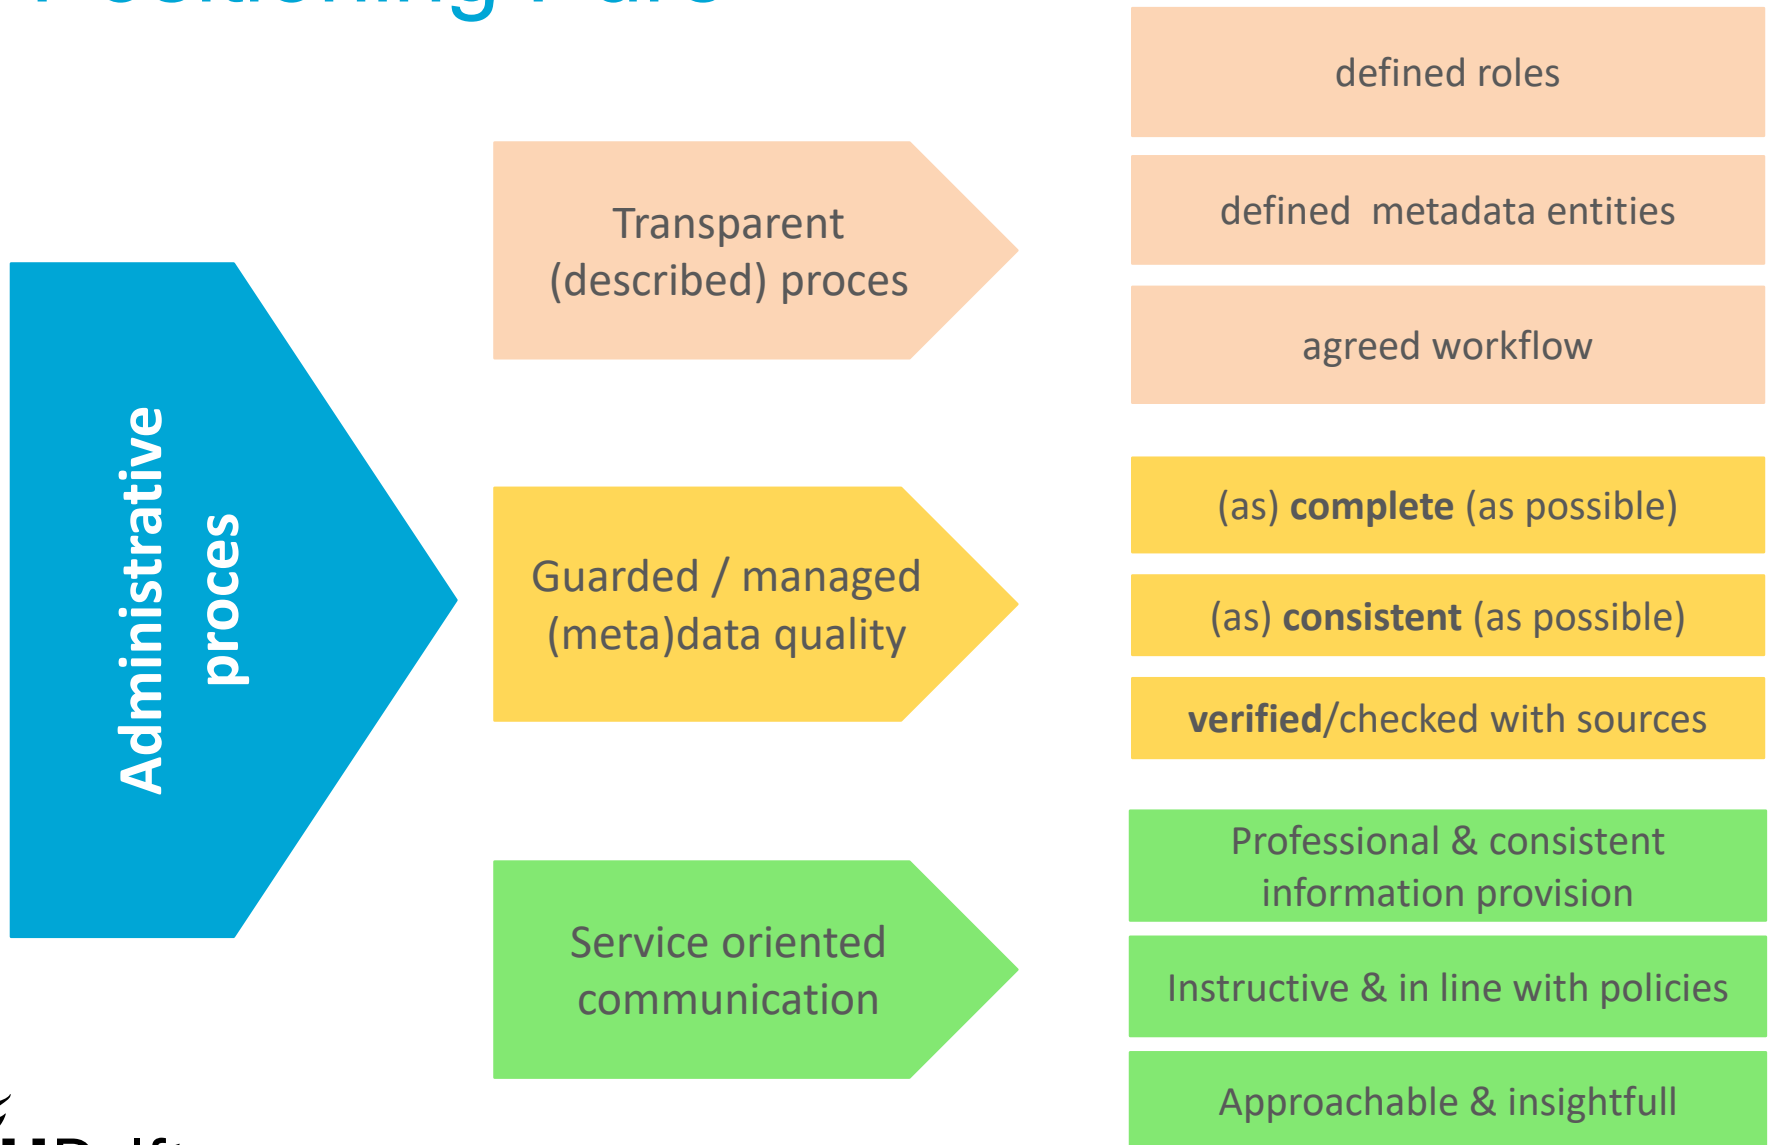 Positioning Pure
defined roles
defined metadata entities
agreed workflow
Transparent
(described) proces
Administrative
proces
Guarded / managed
(meta)data quality
(as) complete (as possible)
(as) consistent (as possible)
verified/checked with sources
Service oriented
communication
Professional & consistent
information provision
Instructive & in line with policies
Approachable & insightfull